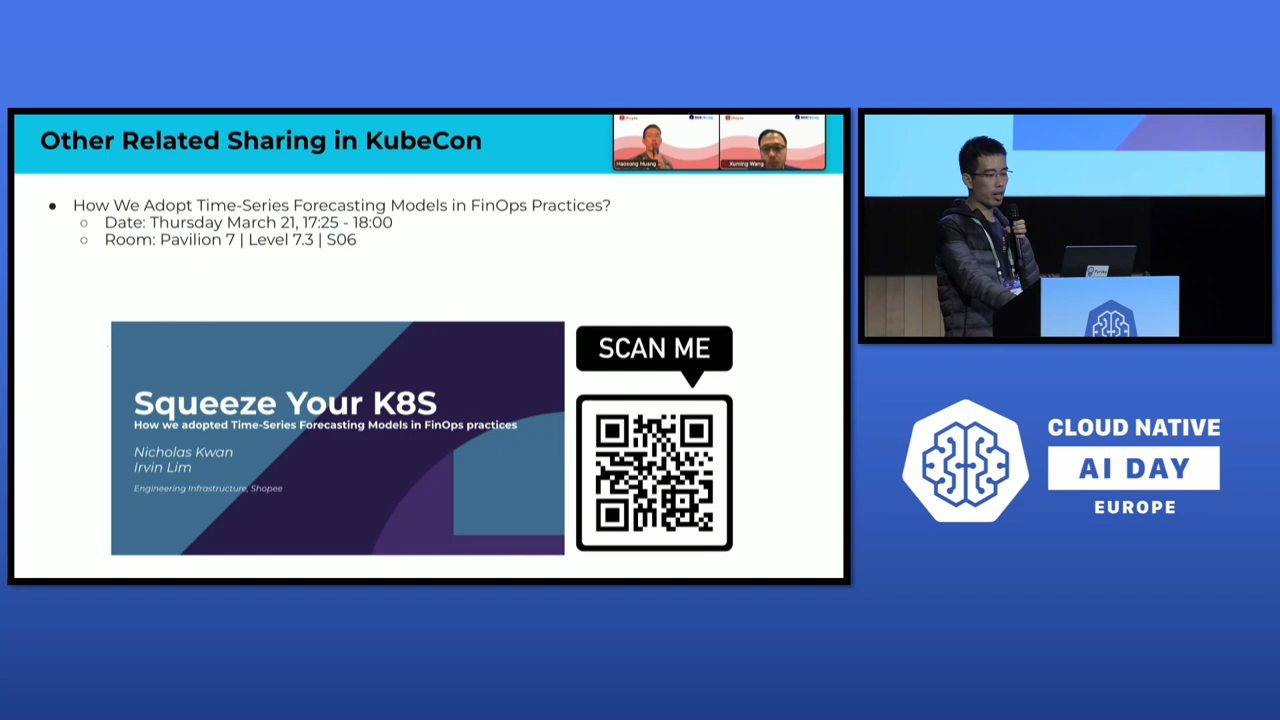 Other Related Sharing in KubeCon
Haoxong Huang
Xuming Wang
● How We Adopt Time-Series Forecasting Models in FinOps Practices?
○ Date: Thursday March 21, 17:25 - 18:00
○ Room: Pavilion 7 | Level 7.3 | S06
Squeeze Your K8S
How we adopted Time-Series Forecasting Models in FinOps practices
Nicholas Kwan
Irvin Lim
Engineering Infrastructure, Shopee
SCAN ME
CLOUD NATIVE
AI DAY
EUROPE